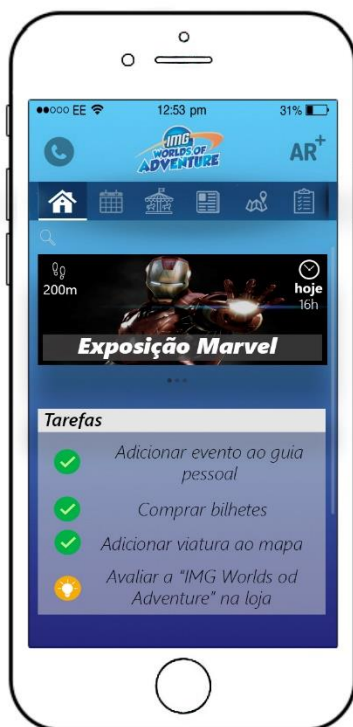 ●●○○○ EE 12:53 pm 31%
IMG
WORLDS OF
ADVENTURE
AR+
200m
hoje
16h
Exposição Marvel
Tarefas
Adicionar evento ao guia
pessoal
Comprar bilhetes
Adicionar viatura ao mapa
Avaliar a "IMG Worlds od
Adventure" na loja